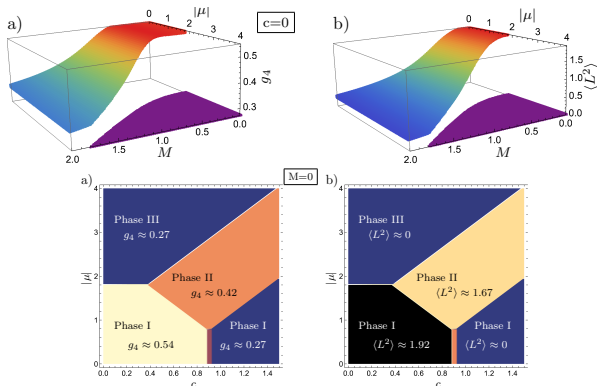 a)
|μ|
c=0
b)
|μ|
0
1
2
3
4
0.5
0.4
0.3
g₄
0.0
0.5
1.0
1.5
2.0
M
0
1
2
3
4
1.5
1.0
0.5
0.0
⟨L²⟩
0.0
0.5
1.0
1.5
2.0
M
a)
M=0
b)
4
3
2
1
0
|μ|
Phase III
g₄ ≈ 0.27
Phase II
g₄ ≈ 0.42
Phase I
g₄ ≈ 0.54
Phase I
g₄ ≈ 0.27
0.0 0.2 0.4 0.6 0.8 1.0 1.2 1.4
c
4
3
2
1
0
|μ|
Phase III
⟨L²⟩ ≈ 0
Phase II
⟨L²⟩ ≈ 1.67
Phase I
⟨L²⟩ ≈ 1.92
Phase I
⟨L²⟩ ≈ 0
0.0 0.2 0.4 0.6 0.8 1.0 1.2 1.4
c